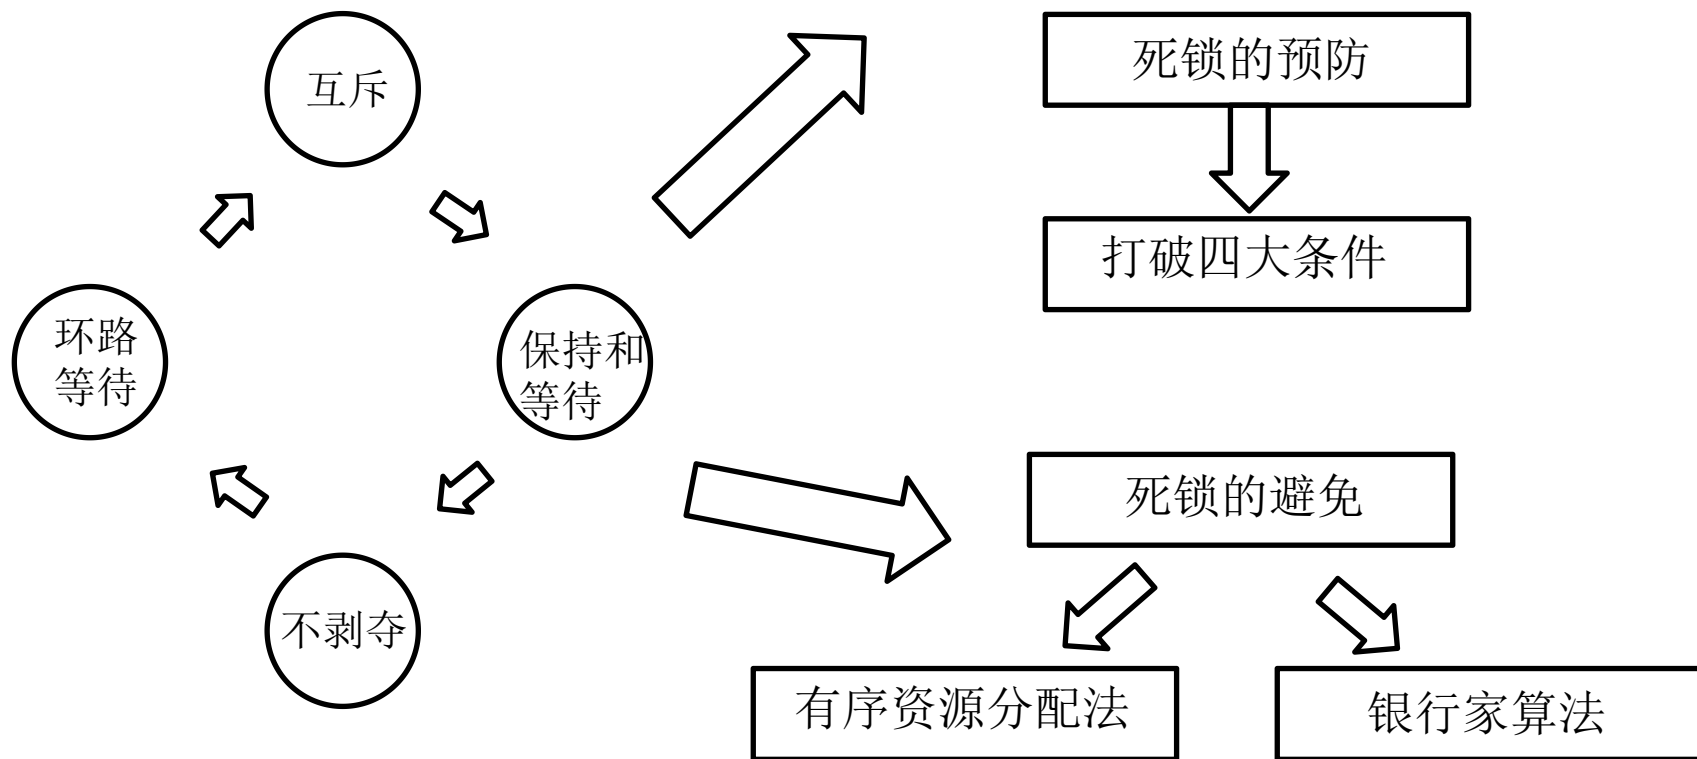 互斥
死锁的预防
打破四大条件
环路
等待
保持和
等待
死锁的避免
不剥夺
有序资源分配法
银行家算法